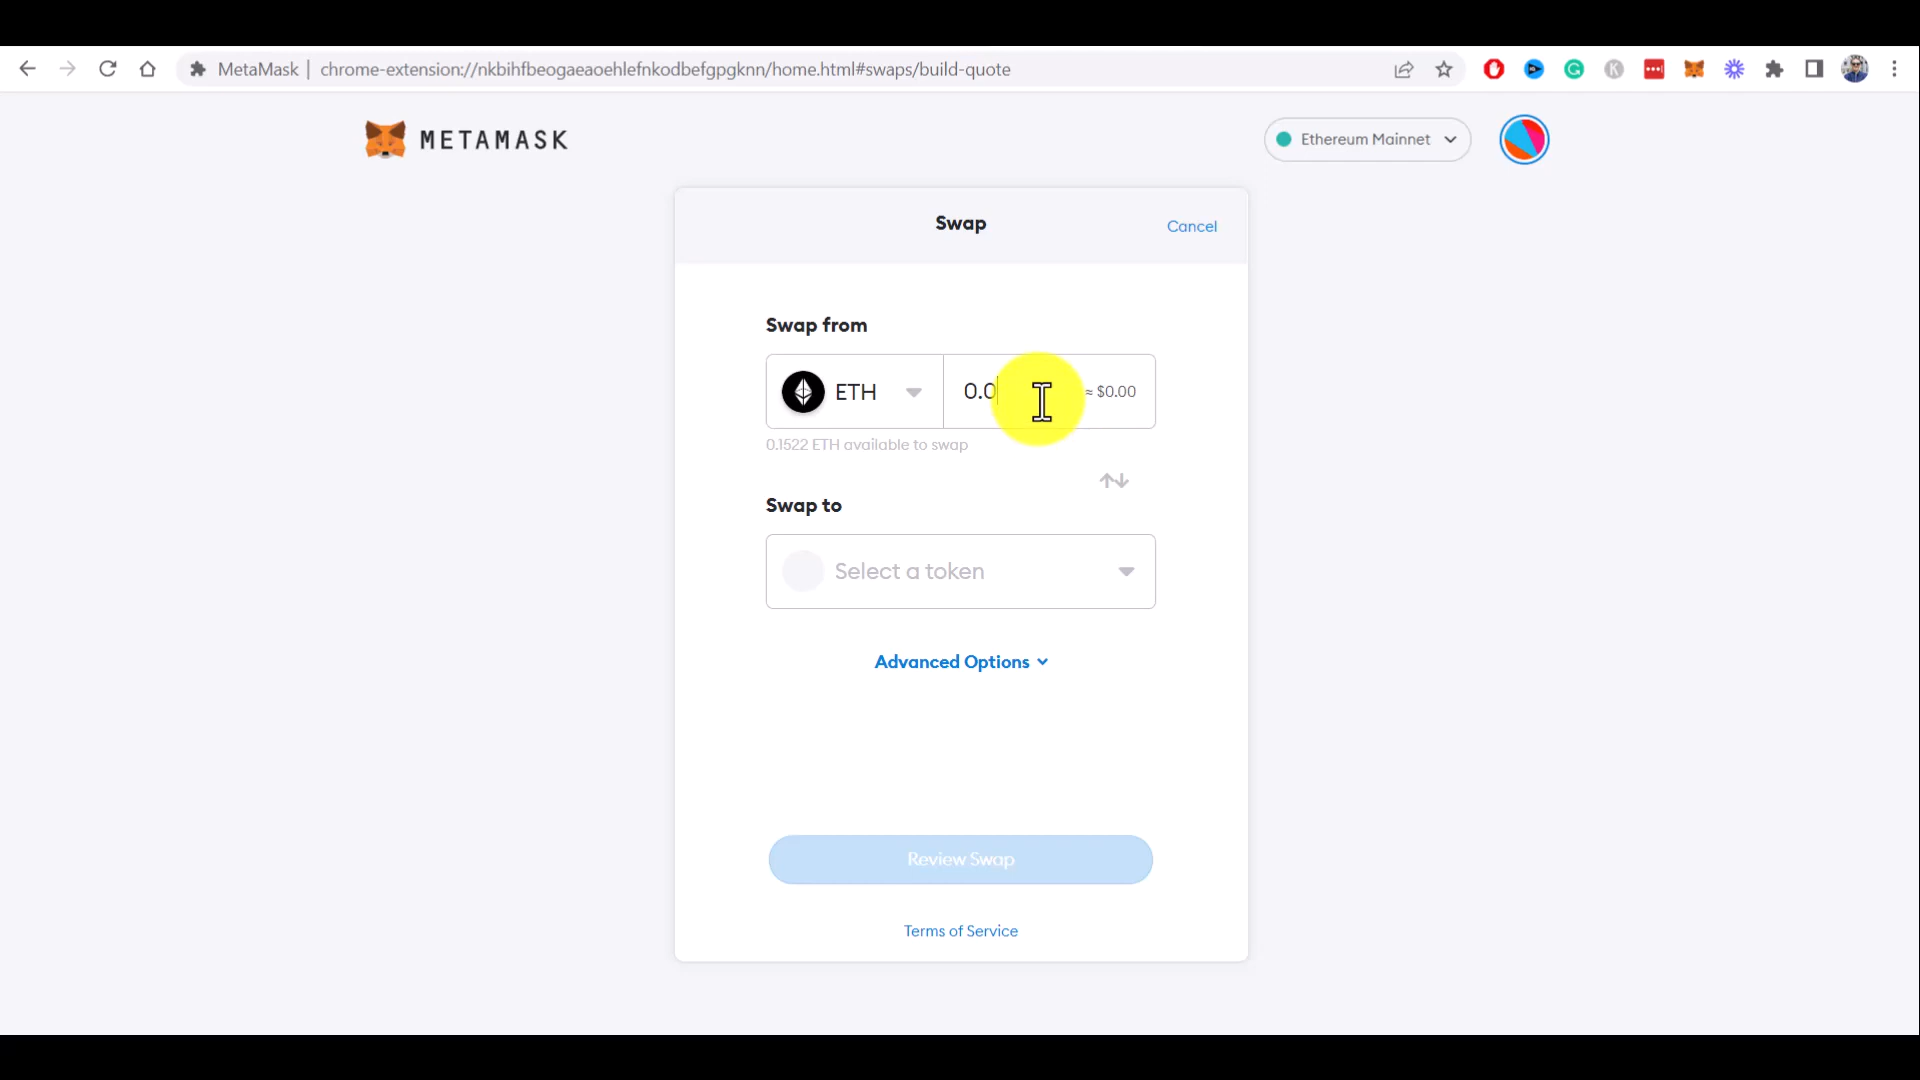 MetaMask | chrome-extension://nkbihfbeogaeaoehlefnkodbefgpgknn/home.html#swaps/build-quote
METAMASK
Ethereum Mainnet
Swap
Cancel
Swap from
ETH 0.0 ≈ $0.00
0.1522 ETH available to swap
Swap to
Select a token
Advanced Options
Review Swap
Terms of Service